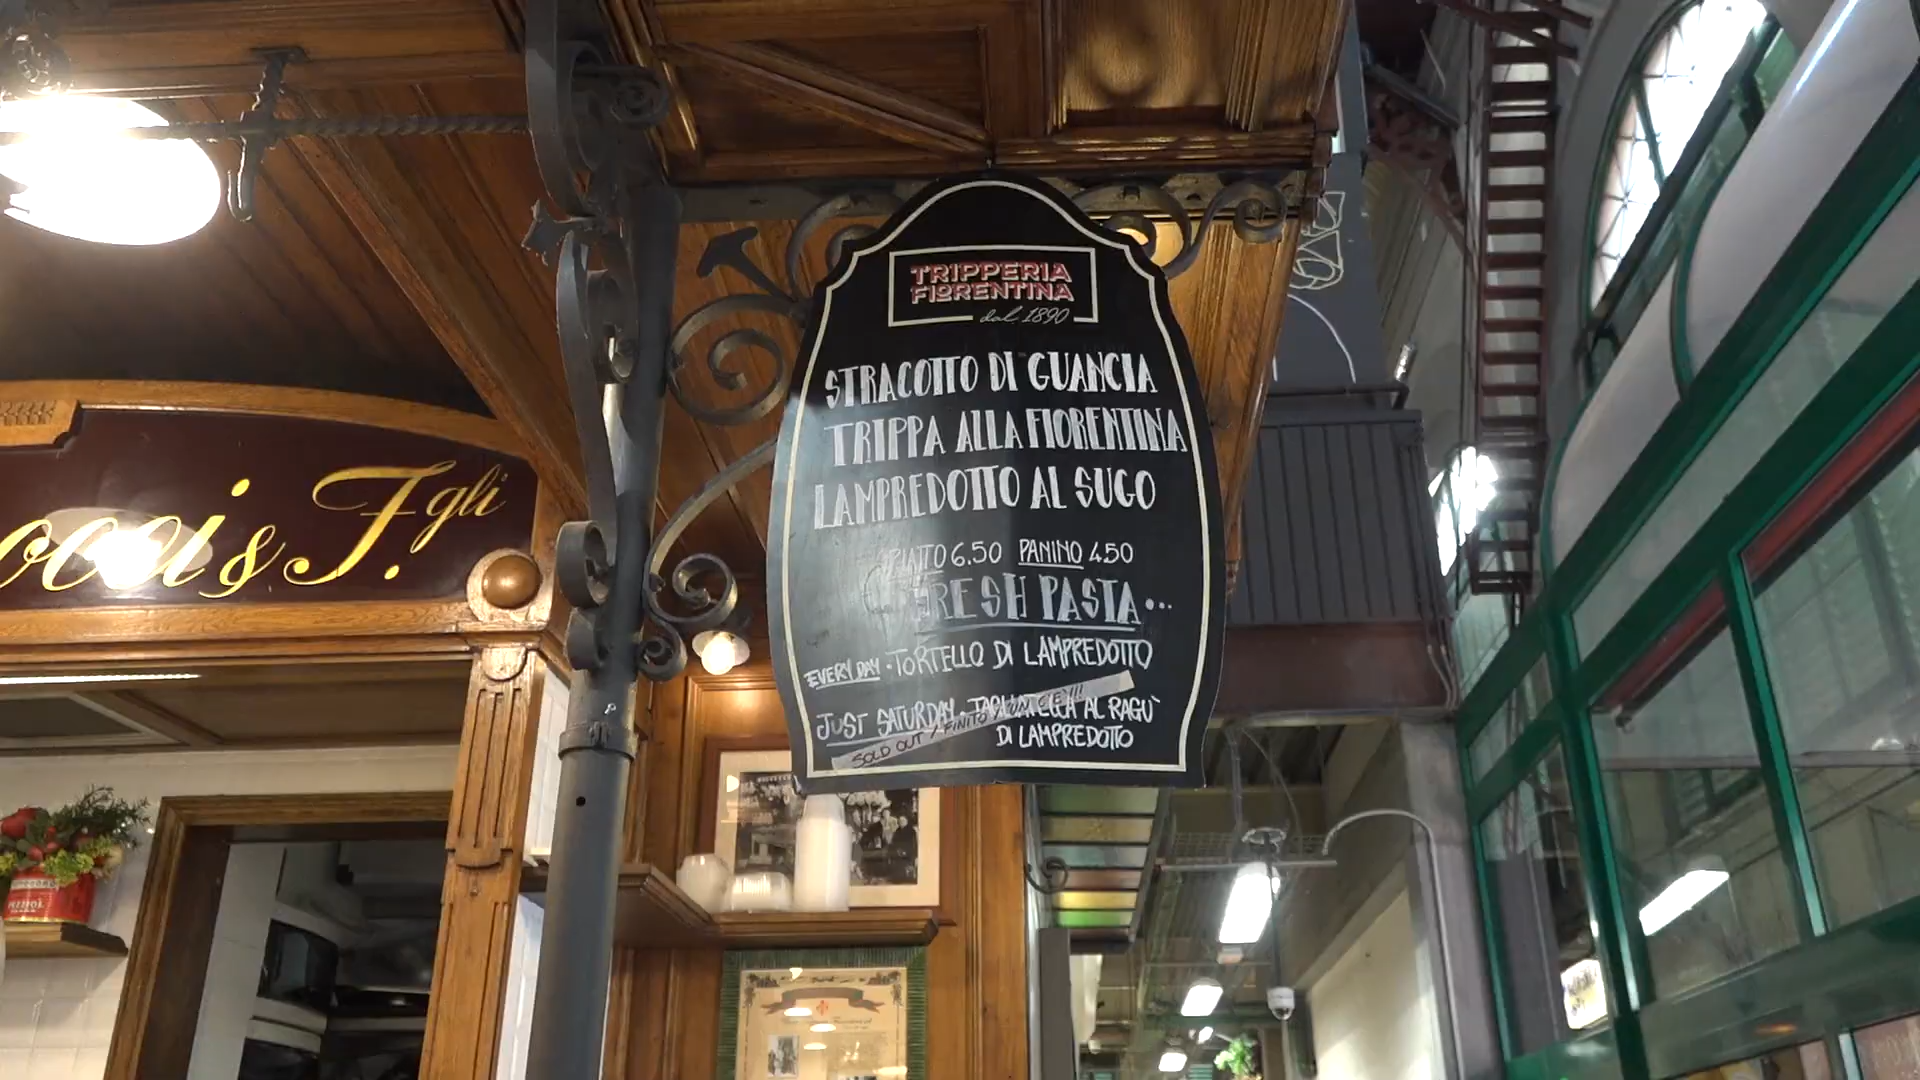 TRIPPERIA
FIORENTINA
dal 1890
STRACOTTO DI GUANCIA
TRIPPA ALLA FIORENTINA
LAMPREDOTTO AL SUGO
PIATTO 6.50 PANINO 4.50
FRESH PASTA...
EVERY DAY • TORTELLO DI LAMPREDOTTO
JUST SATURDAY • TAGLIATELLA AL RAGÙ
DI LAMPREDOTTO
SOLD OUT / FINITO
& F.gli